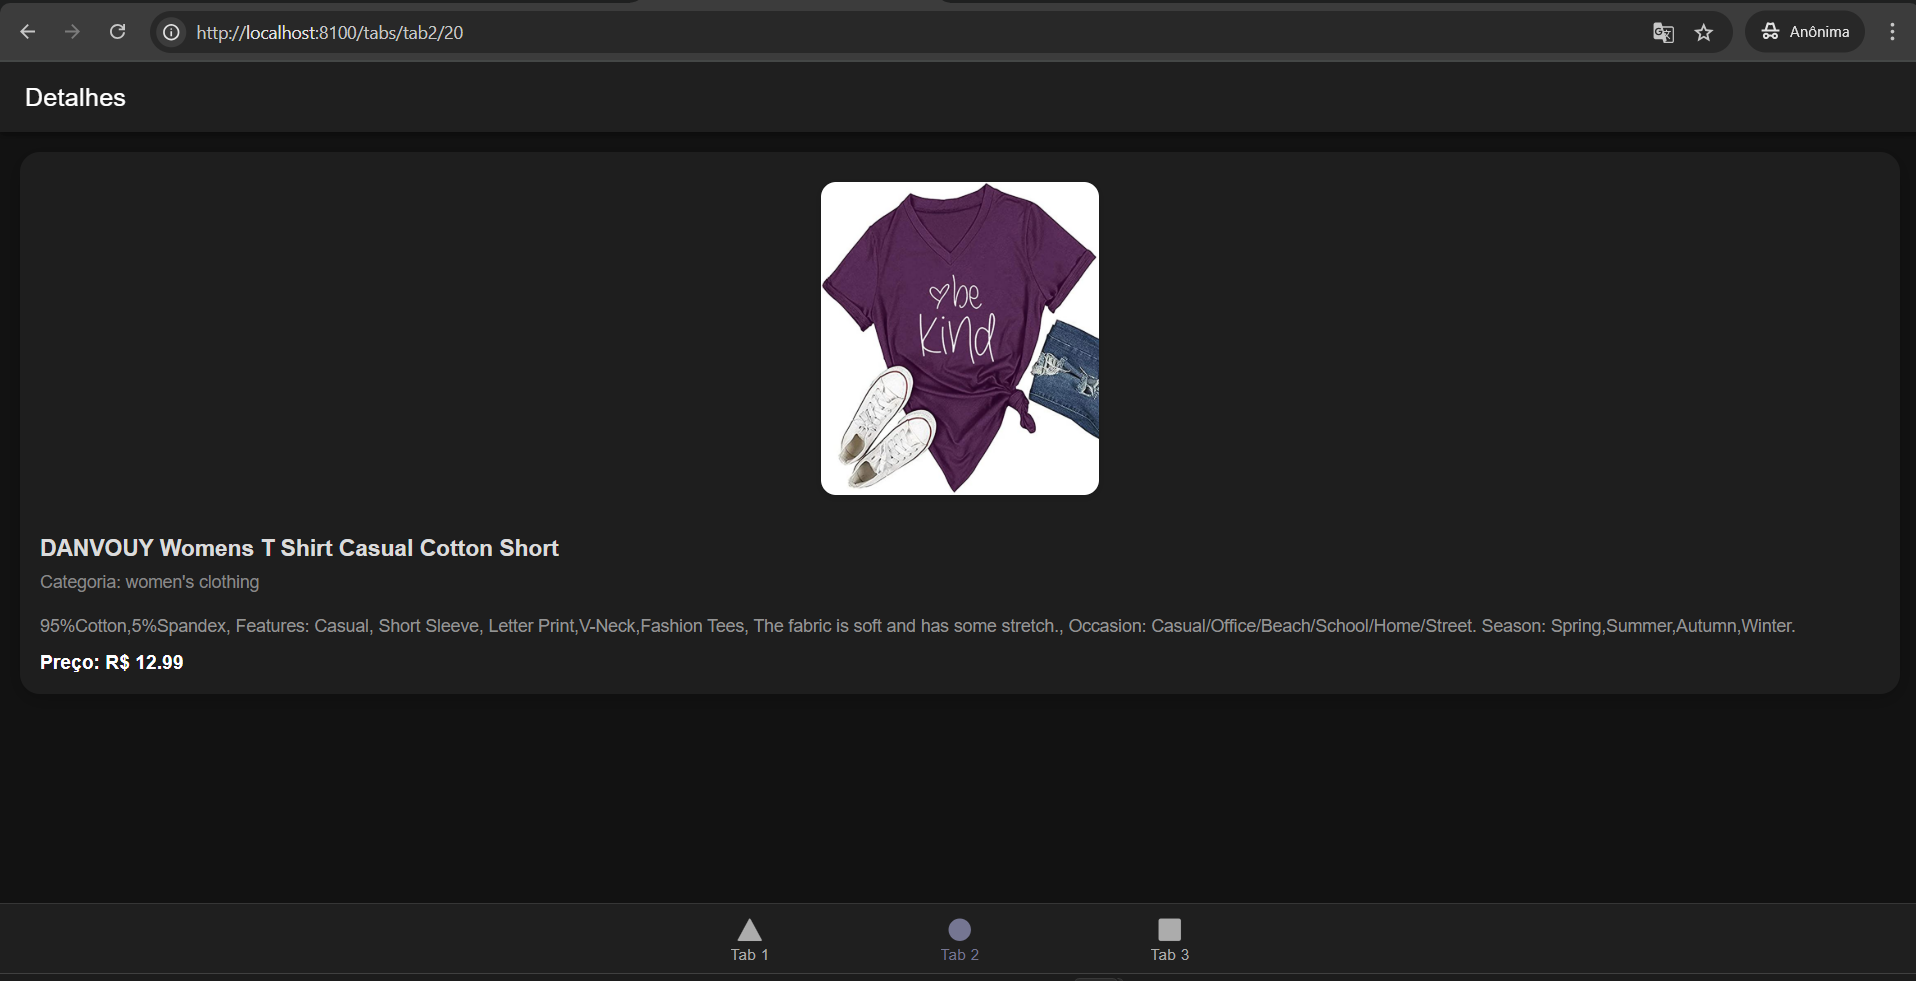 http://localhost:8100/tabs/tab2/20
Anônima
Detalhes
be
kind
DANVOUY Womens T Shirt Casual Cotton Short
Categoria: women's clothing
95%Cotton,5%Spandex, Features: Casual, Short Sleeve, Letter Print,V-Neck,Fashion Tees, The fabric is soft and has some stretch., Occasion: Casual/Office/Beach/School/Home/Street. Season: Spring,Summer,Autumn,Winter.
Preço: R$ 12.99
Tab 1
Tab 2
Tab 3